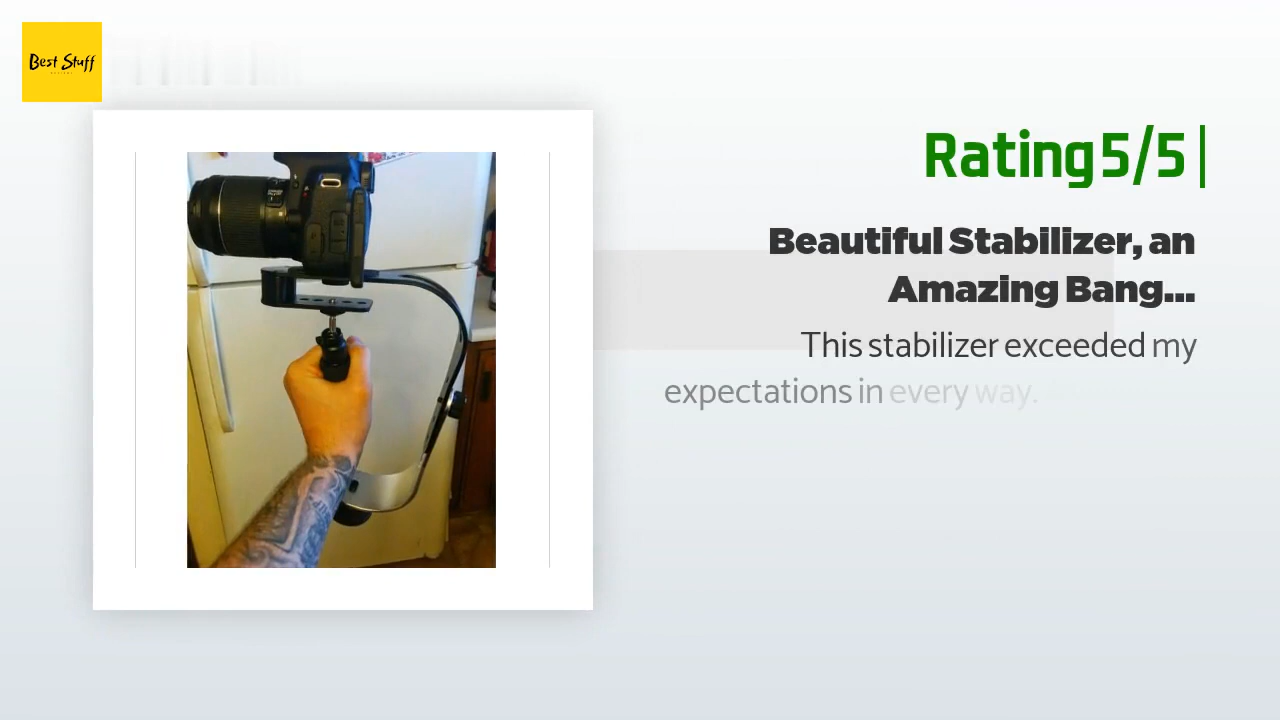 Best Stuff
Rating 5/5
Beautiful Stabilizer, an
Amazing Bang...
This stabilizer exceeded my
expectations in every way.